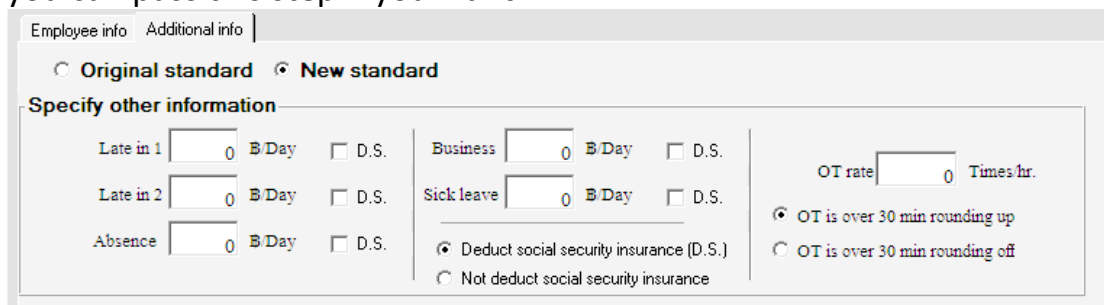 Employee info Additional info
Original standard New standard
Specify other information
Late in 1 0 B/Day D.S. Business 0 B/Day D.S.
OT rate 0 Times/hr.
Late in 2 0 B/Day D.S. Sick leave 0 B/Day D.S.
OT is over 30 min rounding up
Absence 0 B/Day D.S. Deduct social security insurance (D.S.) OT is over 30 min rounding off
Not deduct social security insurance